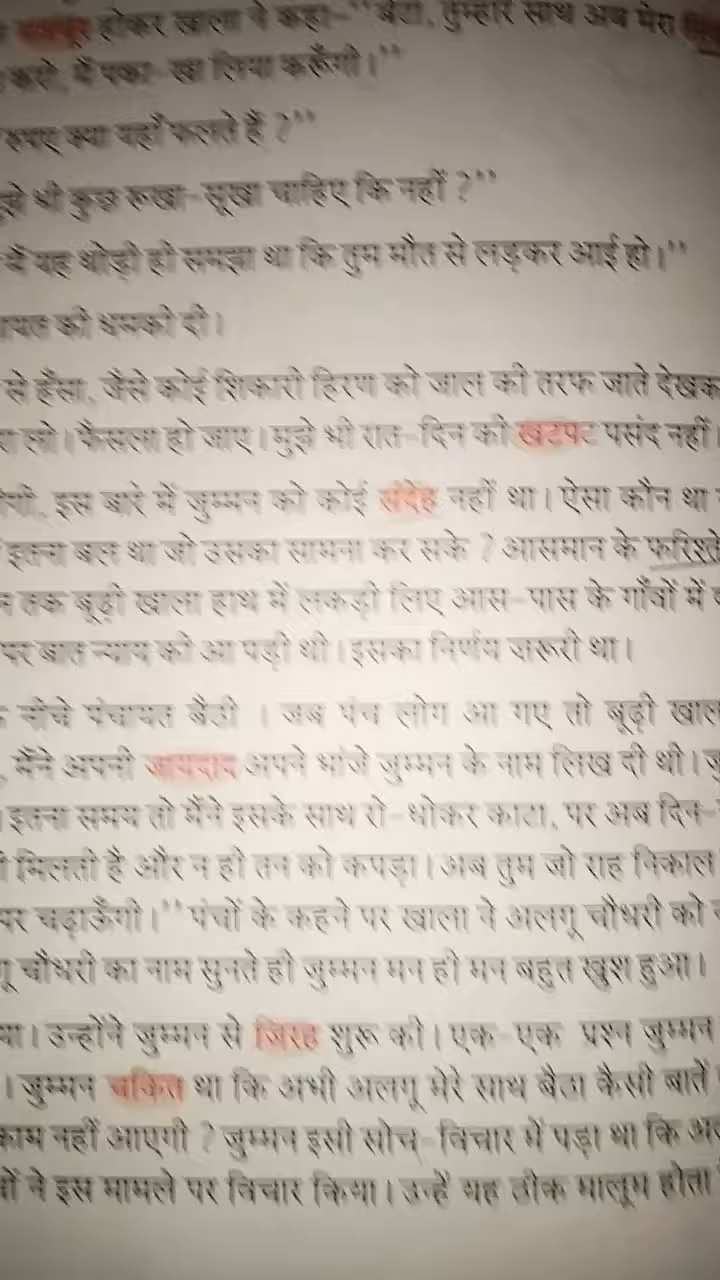 होकर खाला ने कहा-"बेटा, तुम्हारे साथ अब मेरा
करो, मैं पका-खा लिया करूँगी।"
रुपए क्या यहाँ फलते हैं ?"
भी कुछ रूखा-सूखा चाहिए कि नहीं ?"
मैं यह थोड़ी ही समझा था कि तुम मौत से लड़कर आई हो।"
की धमकी दी।
से हँसा, जैसे कोई शिकारी हिरण को जाल की तरफ जाते
लो। फैसला हो जाए। मुझे भी रात-दिन की खटपट पसंद नहीं।
इस बारे में जुम्मन को कोई संदेह नहीं था। ऐसा कौन था
इतना बल था जो उसका सामना कर सके ? आसमान के फरिश्ते
तक बूढ़ी खाला हाथ में लकड़ी लिए आस-पास के गाँवों में
पर बात न्याय की आ पड़ी थी। इसका निर्णय ज़रूरी था।
नीचे पंचायत बैठी । जब पंच लोग आ गए तो बूढ़ी
मैंने अपनी जायदाद अपने भांजे जुम्मन के नाम लिख दी थी।
इतना समय तो मैंने इसके साथ रो-धोकर काटा, पर अब दिन-
मिलती है और न ही तन को कपड़ा। अब तुम जो राह निकाल
पर चढ़ाऊँगी।" पंचों के कहने पर खाला ने अलगू चौधरी को
चौधरी का नाम सुनते ही जुम्मन मन ही मन बहुत खुश हुआ।
उन्होंने जुम्मन से जिरह शुरू की। एक-एक प्रश्न जुम्मन
। जुम्मन चकित था कि अभी अलगू मेरे साथ बैठा कैसी बातें
काम नहीं आएगी ? जुम्मन इसी सोच-विचार में पड़ा था कि
ने इस मामले पर विचार किया। उन्हें यह ठीक मालूम होता